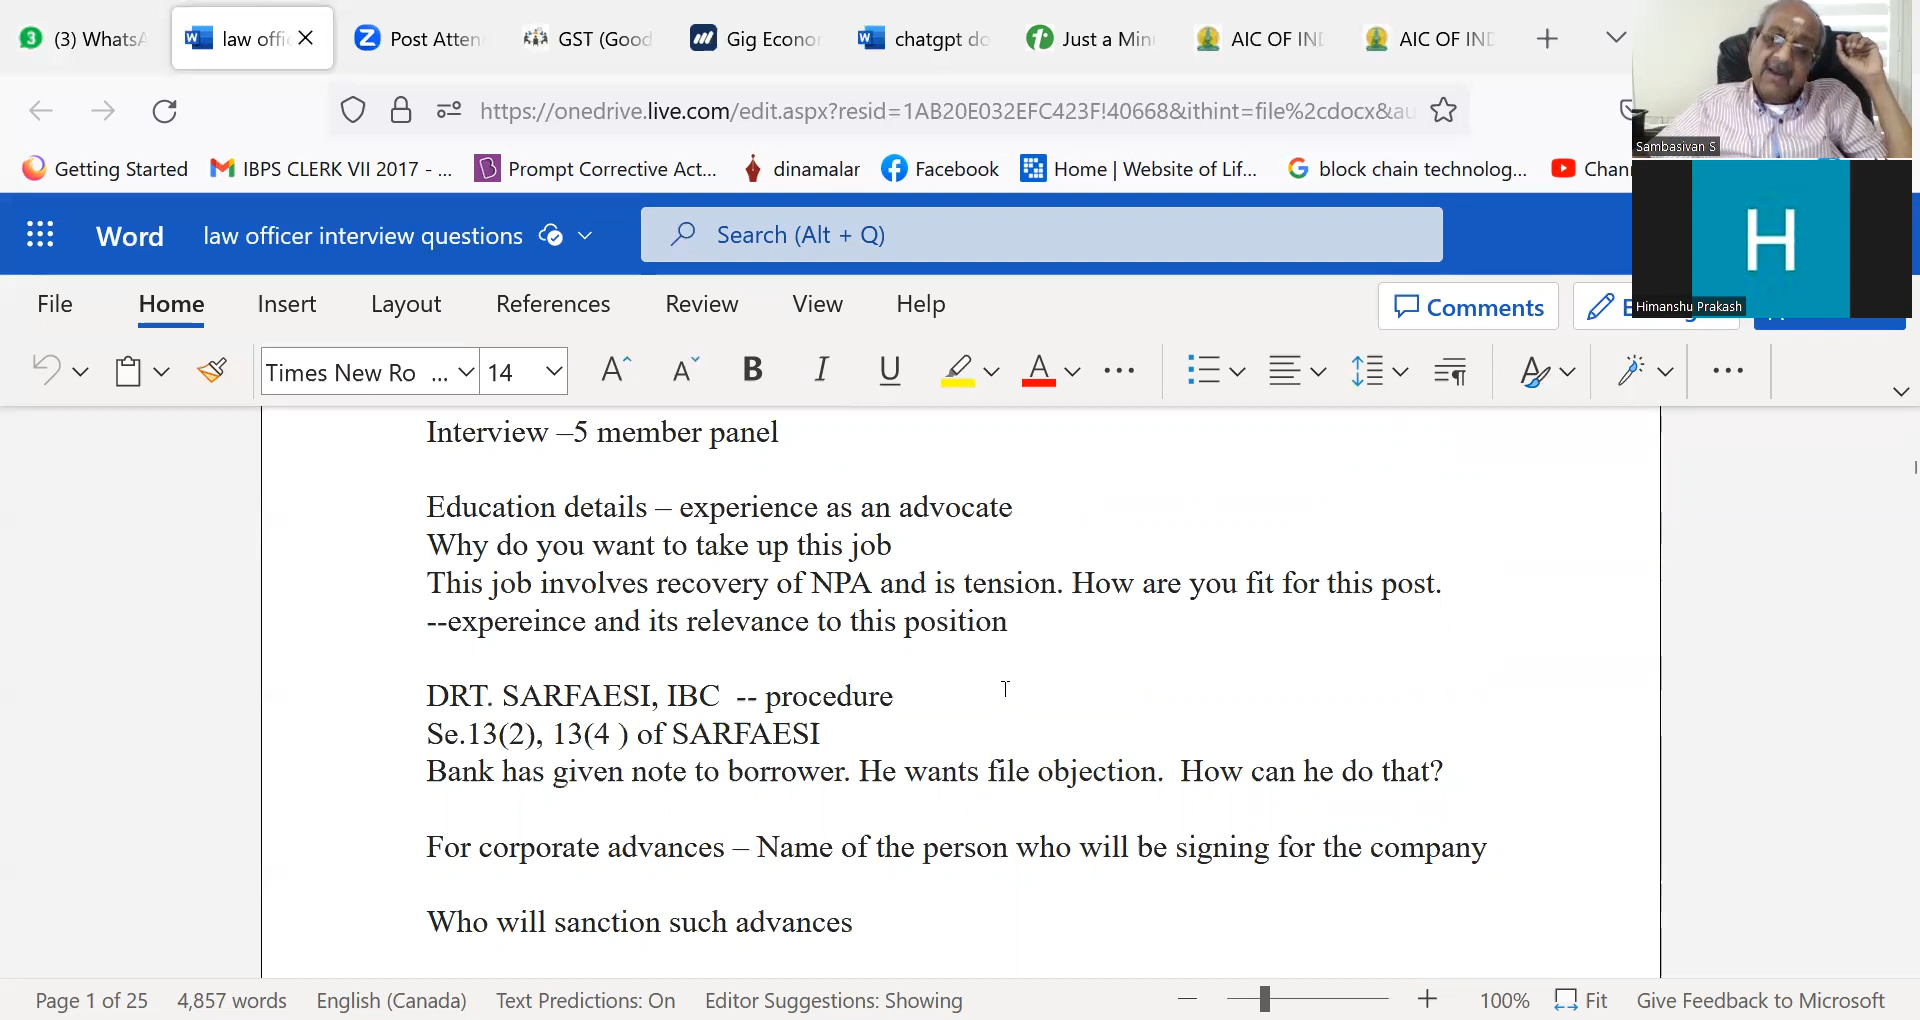 3 (3) WhatsA
law offi
Post Atten
GST (Good
Gig Econo
chatgpt do
Just a Min
AIC OF IND
AIC OF IND
https://onedrive.live.com/edit.aspx?resid=1AB20E032EFC423F!40668&ithint=file%2cdocx&au
Sambasivan S
Getting Started
IBPS CLERK VII 2017 - ...
Prompt Corrective Act...
dinamalar
Facebook
Home | Website of Lif...
block chain technolog...
Chan
Word
law officer interview questions
Search (Alt + Q)
H
Himanshu Prakash
File Home Insert Layout References Review View Help
Comments
Times New Ro ... 14
Interview –5 member panel
Education details – experience as an advocate
Why do you want to take up this job
This job involves recovery of NPA and is tension. How are you fit for this post.
--expereince and its relevance to this position
DRT. SARFAESI, IBC -- procedure
Se.13(2), 13(4 ) of SARFAESI
Bank has given note to borrower. He wants file objection. How can he do that?
For corporate advances – Name of the person who will be signing for the company
Who will sanction such advances
Page 1 of 25 4,857 words English (Canada) Text Predictions: On Editor Suggestions: Showing 100% Fit Give Feedback to Microsoft